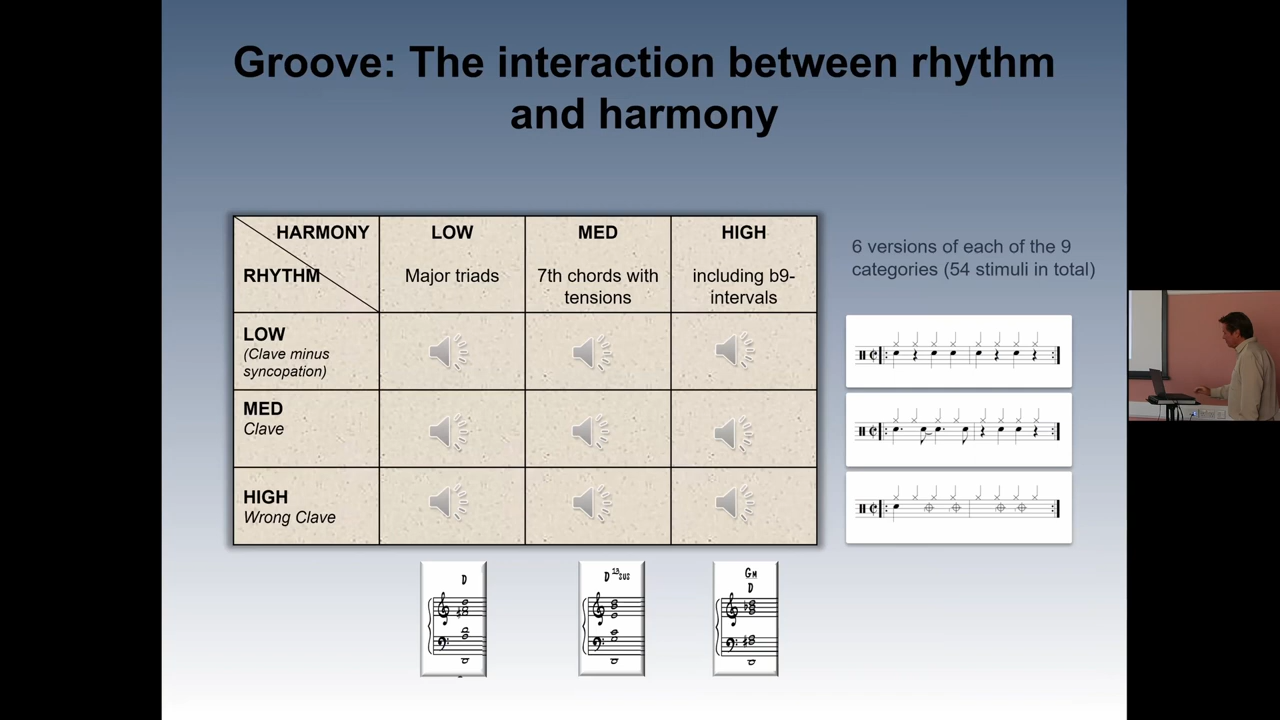 Groove: The interaction between rhythm
and harmony
HARMONY
RHYTHM
LOW
Major triads
MED
7th chords with
tensions
HIGH
including b9-
intervals
LOW
(Clave minus
syncopation)
MED
Clave
HIGH
Wrong Clave
6 versions of each of the 9
categories (54 stimuli in total)
D
D13sus
GM
D